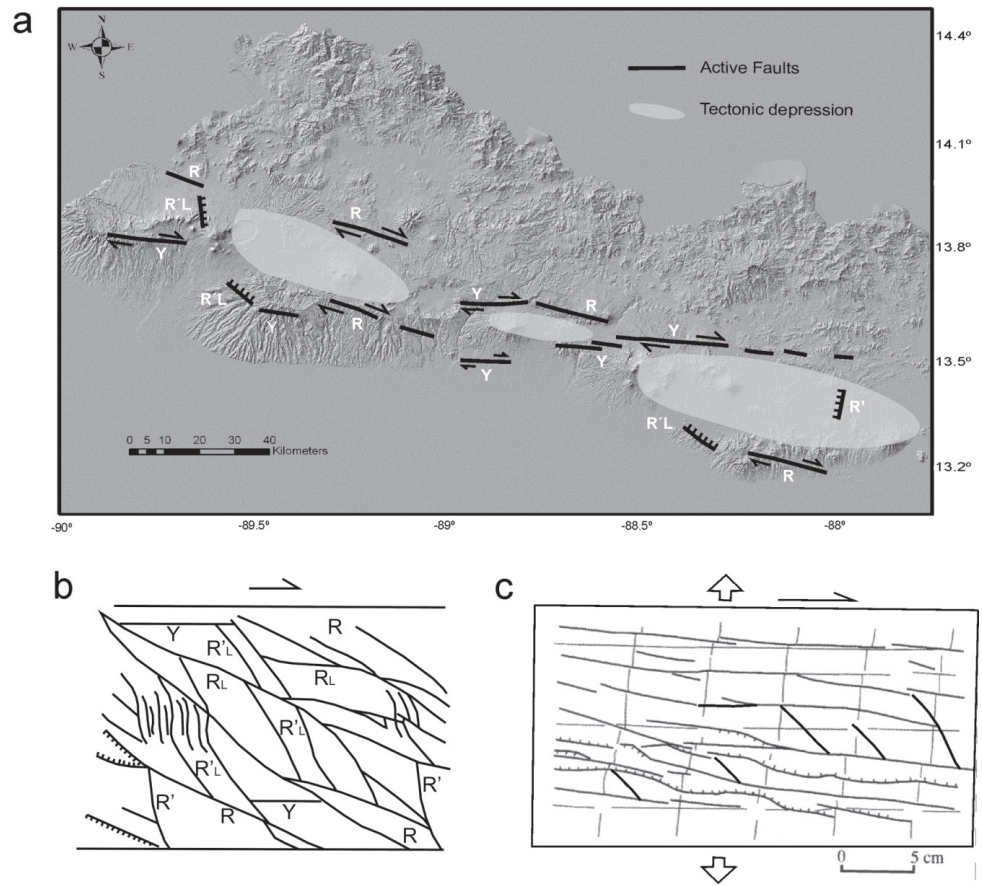 a
N
W E
S
Active Faults
Tectonic depression
14.4º
14.1º
13.8º
13.5º
13.2º
R
R´L
Y
R
R´L
Y
R
Y
R
Y
Y
Y
R'
R´L
R
0 5 10 20 30 40
Kilometers
-90º -89.5º -89º -88.5º -88º
b
Y
R'L
R
RL
RL
R'L
R'L
R'
R
Y
R'
R
c
0 5 cm